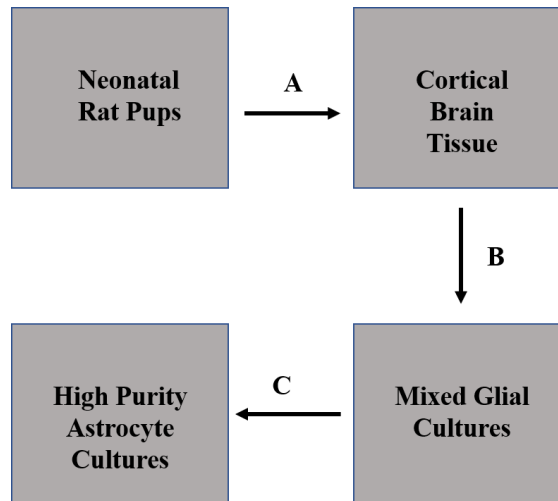 Neonatal
Rat Pups
A
Cortical
Brain
Tissue
B
Mixed Glial
Cultures
C
High Purity
Astrocyte
Cultures